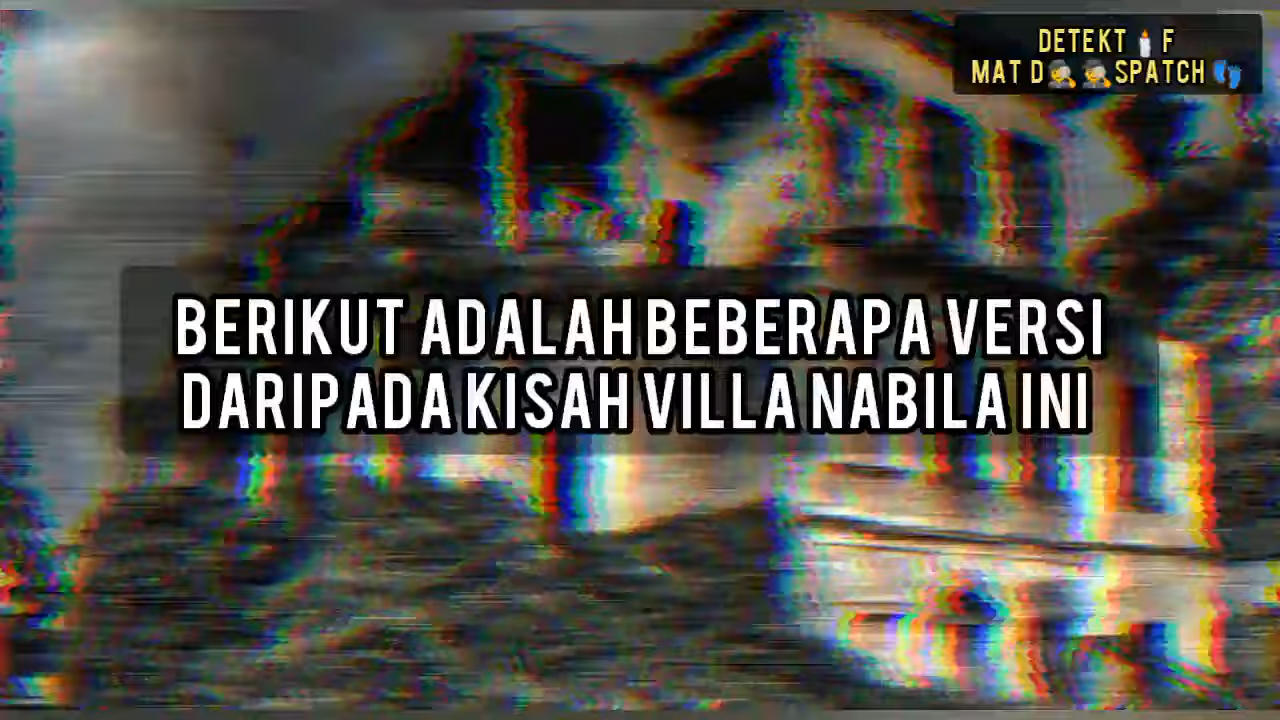 DETEKT🕯️F
MAT D🕵️🕵️SPATCH 👣
BERIKUT ADALAH BEBERAPA VERSI
DARIPADA KISAH VILLA NABILA INI